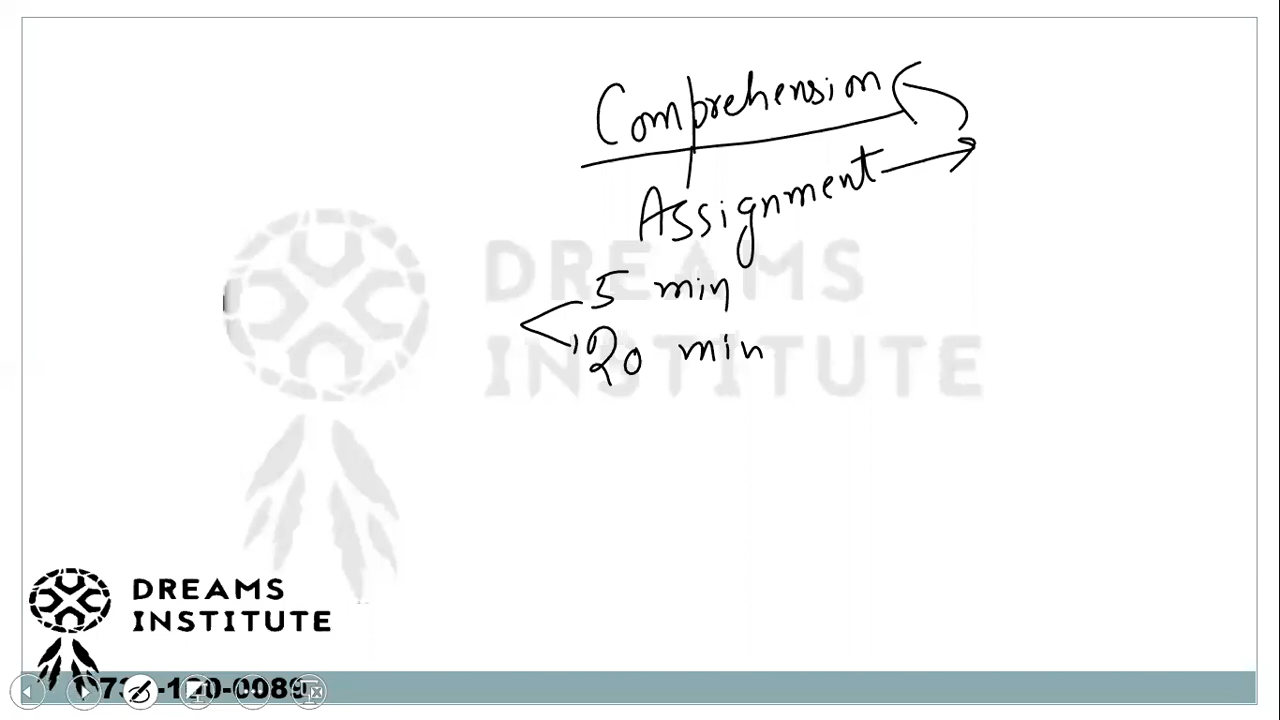 Comprehension
Assignment
5 min
20 min
DREAMS
INSTITUTE
DREAMS
INSTITUTE